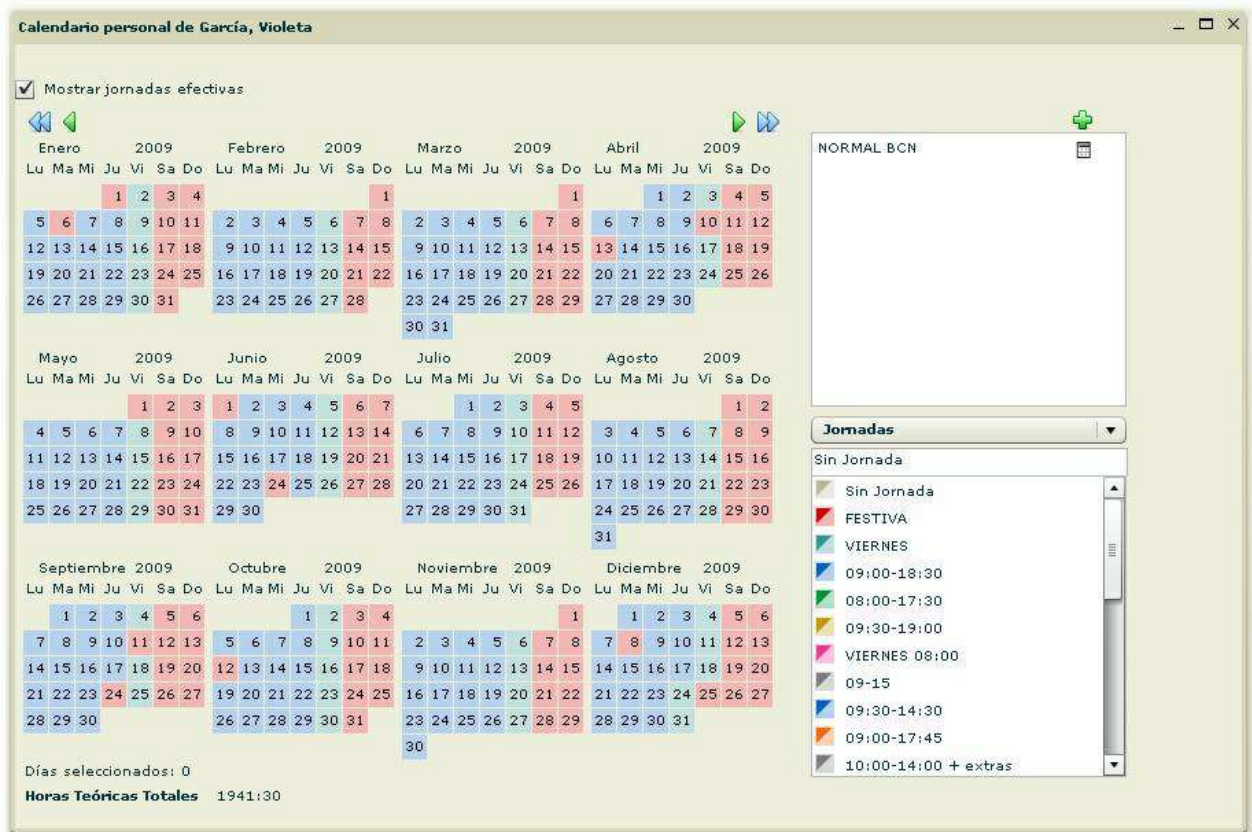 Calendario personal de García, Violeta
Mostrar jornadas efectivas
Enero 2009 Febrero 2009 Marzo 2009 Abril 2009
Lu Ma Mi Ju Vi Sa Do Lu Ma Mi Ju Vi Sa Do Lu Ma Mi Ju Vi Sa Do Lu Ma Mi Ju Vi Sa Do
1 2 3 4 1 1 1 2 3 4 5
5 6 7 8 9 10 11 2 3 4 5 6 7 8 2 3 4 5 6 7 8 6 7 8 9 10 11 12
12 13 14 15 16 17 18 9 10 11 12 13 14 15 9 10 11 12 13 14 15 13 14 15 16 17 18 19
19 20 21 22 23 24 25 16 17 18 19 20 21 22 16 17 18 19 20 21 22 20 21 22 23 24 25 26
26 27 28 29 30 31 23 24 25 26 27 28 23 24 25 26 27 28 29 27 28 29 30
30 31
Mayo 2009 Junio 2009 Julio 2009 Agosto 2009
Lu Ma Mi Ju Vi Sa Do Lu Ma Mi Ju Vi Sa Do Lu Ma Mi Ju Vi Sa Do Lu Ma Mi Ju Vi Sa Do
1 2 3 1 2 3 4 5 6 7 1 2 3 4 5 1 2
4 5 6 7 8 9 10 8 9 10 11 12 13 14 6 7 8 9 10 11 12 3 4 5 6 7 8 9
11 12 13 14 15 16 17 15 16 17 18 19 20 21 13 14 15 16 17 18 19 10 11 12 13 14 15 16
18 19 20 21 22 23 24 22 23 24 25 26 27 28 20 21 22 23 24 25 26 17 18 19 20 21 22 23
25 26 27 28 29 30 31 29 30 27 28 29 30 31 24 25 26 27 28 29 30
31
Septiembre 2009 Octubre 2009 Noviembre 2009 Diciembre 2009
Lu Ma Mi Ju Vi Sa Do Lu Ma Mi Ju Vi Sa Do Lu Ma Mi Ju Vi Sa Do Lu Ma Mi Ju Vi Sa Do
1 2 3 4 5 6 1 2 3 4 1 1 2 3 4 5 6
7 8 9 10 11 12 13 5 6 7 8 9 10 11 2 3 4 5 6 7 8 7 8 9 10 11 12 13
14 15 16 17 18 19 20 12 13 14 15 16 17 18 9 10 11 12 13 14 15 14 15 16 17 18 19 20
21 22 23 24 25 26 27 19 20 21 22 23 24 25 16 17 18 19 20 21 22 21 22 23 24 25 26 27
28 29 30 26 27 28 29 30 31 23 24 25 26 27 28 29 28 29 30 31
30
Días seleccionados: 0
Horas Teóricas Totales 1941:30
NORMAL BCN
Jornadas
Sin Jornada
Sin Jornada
FESTIVA
VIERNES
09:00-18:30
08:00-17:30
09:30-19:00
VIERNES 08:00
09-15
09:30-14:30
09:00-17:45
10:00-14:00 + extras